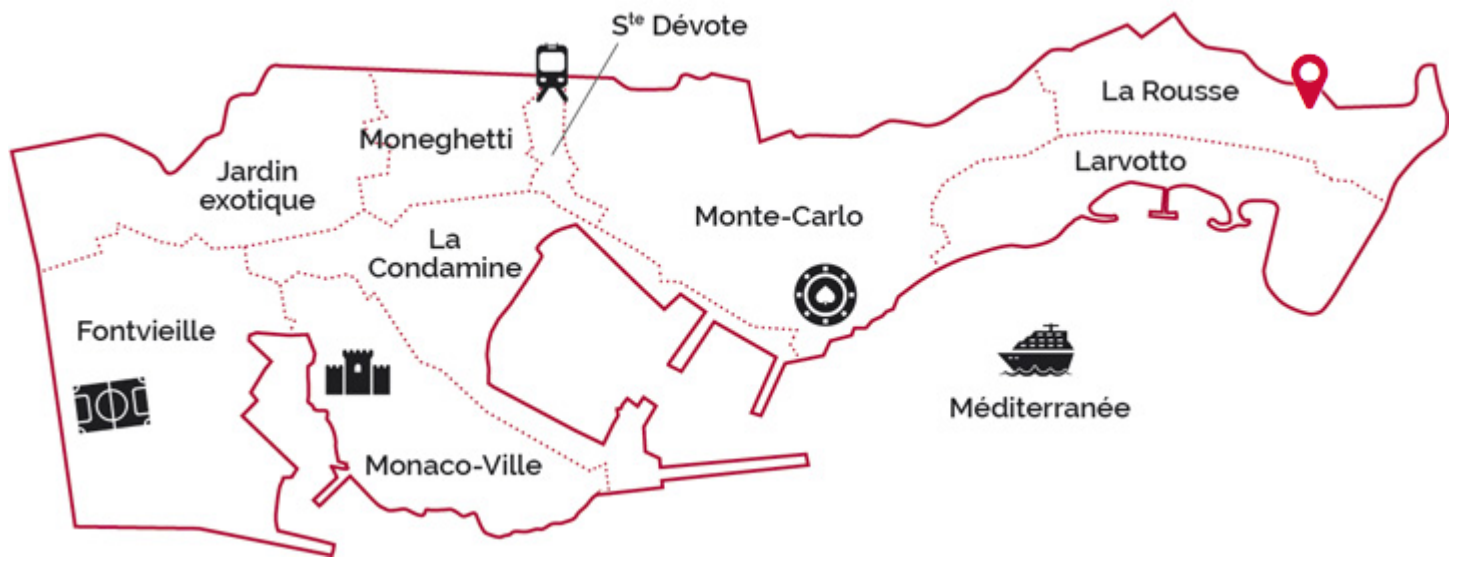 Sᵗᵉ Dévote
La Rousse
Moneghetti
Larvotto
Jardin
exotique
Monte-Carlo
La
Condamine
Fontvieille
Méditerranée
Monaco-Ville